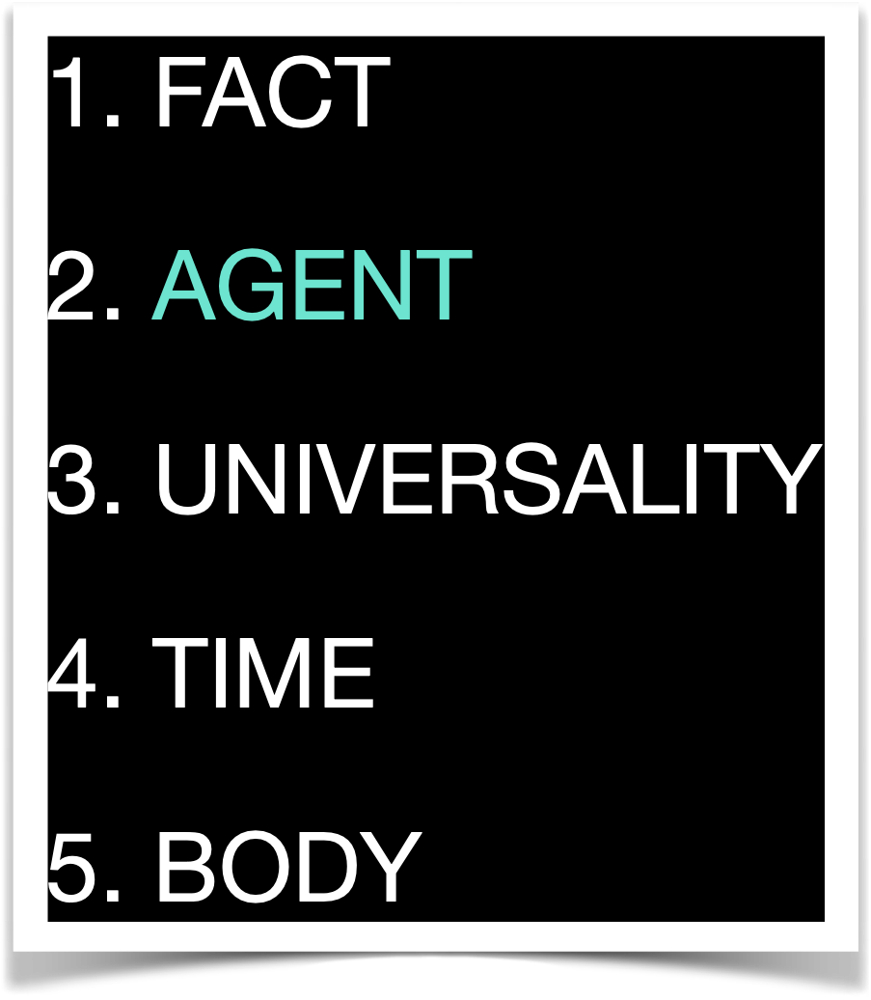 1. FACT
2. AGENT
3. UNIVERSALITY
4. TIME
5. BODY